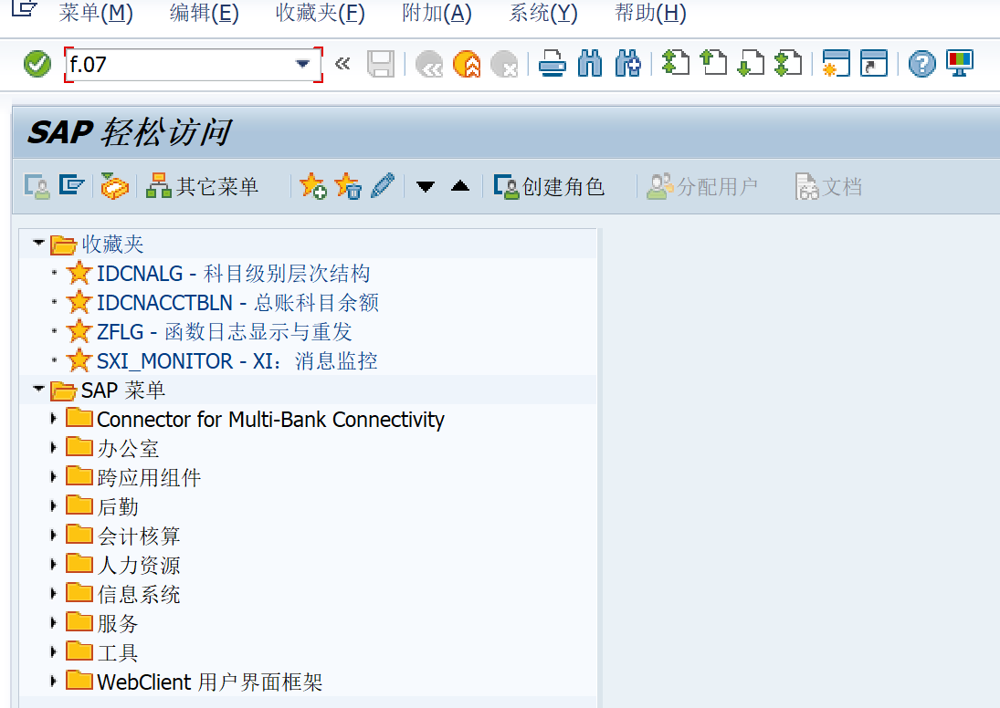 菜单(M) 编辑(E) 收藏夹(F) 附加(A) 系统(Y) 帮助(H)
f.07
SAP 轻松访问
其它菜单 创建角色 分配用户 文档
收藏夹
IDCNALG - 科目级别层次结构
IDCNACCTBLN - 总账科目余额
ZFLG - 函数日志显示与重发
SXI_MONITOR - XI：消息监控
SAP 菜单
Connector for Multi-Bank Connectivity
办公室
跨应用组件
后勤
会计核算
人力资源
信息系统
服务
工具
WebClient 用户界面框架